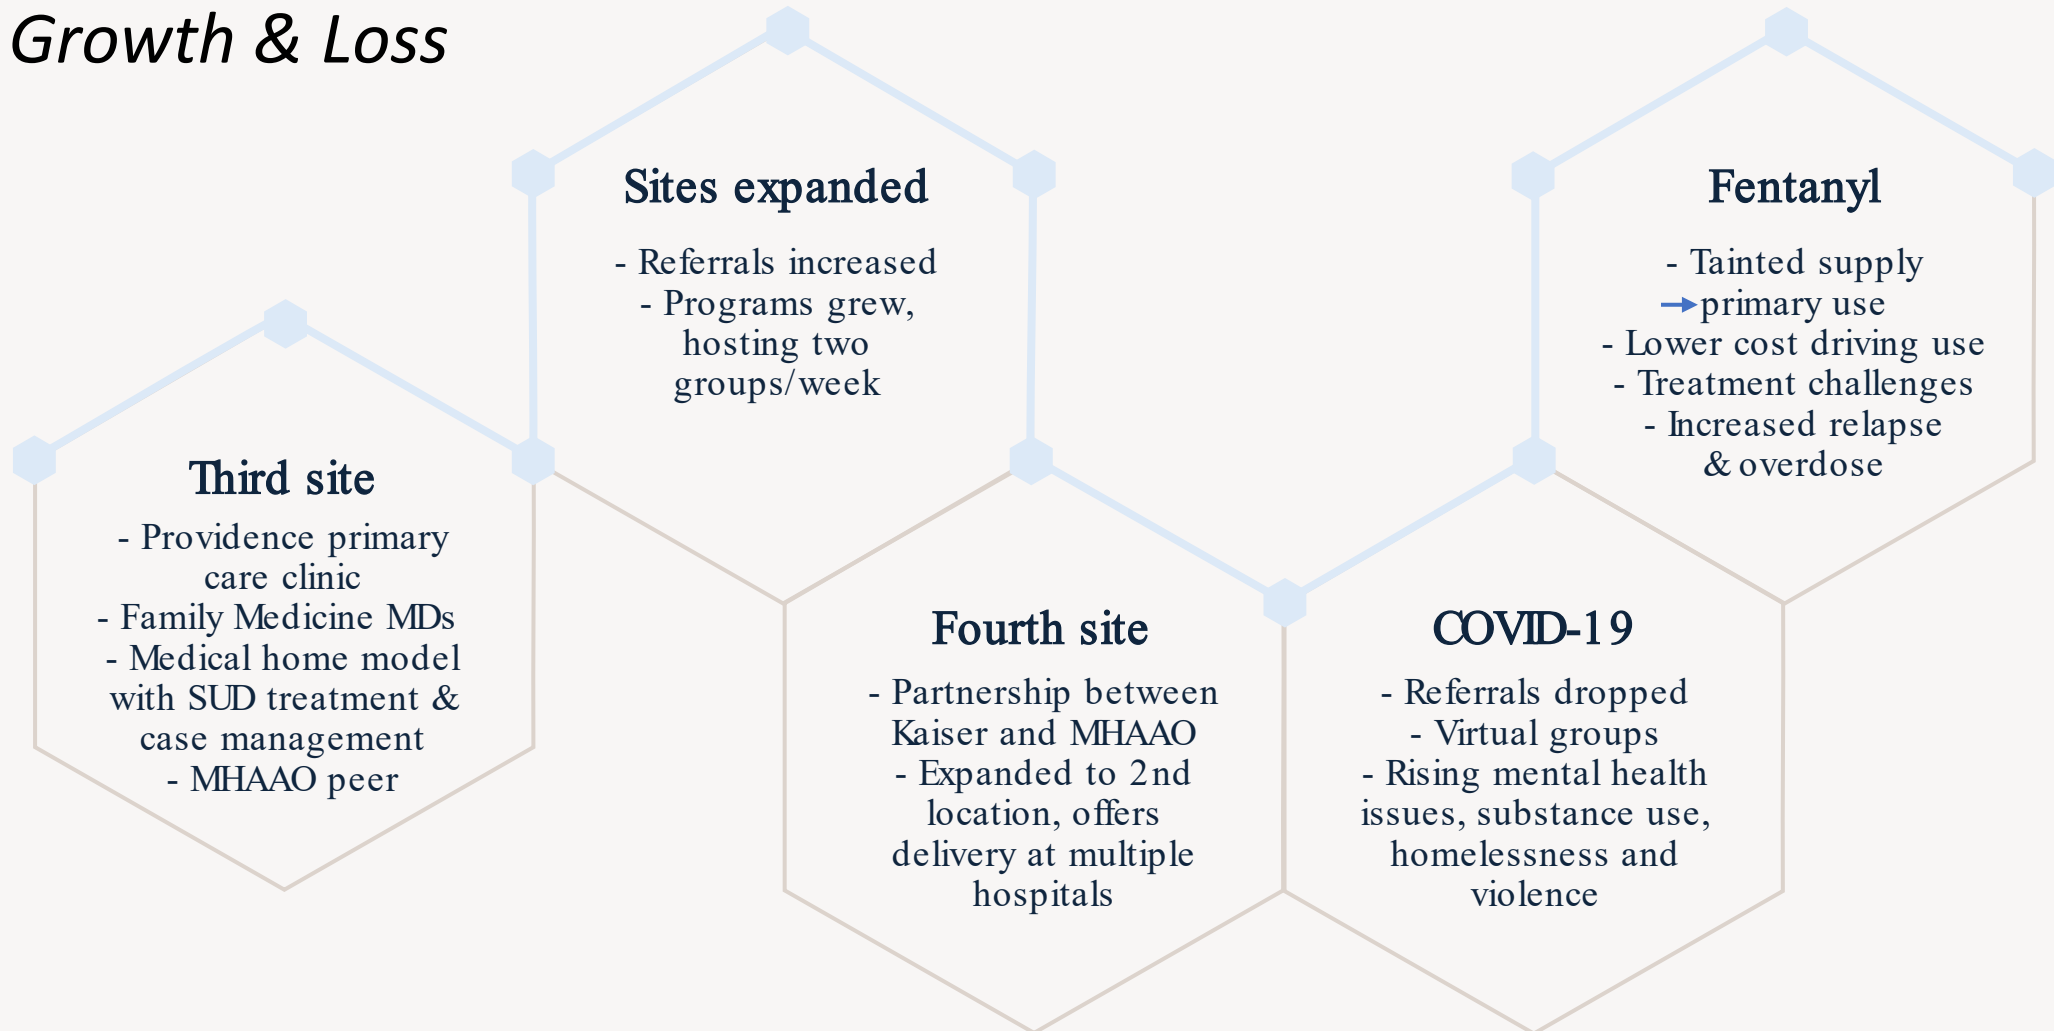 Growth & Loss
Third site
- Providence primary
care clinic
- Family Medicine MDs
- Medical home model
with SUD treatment &
case management
- MHAAO peer
Sites expanded
- Referrals increased
- Programs grew,
hosting two
groups/week
Fourth site
- Partnership between
Kaiser and MHAAO
- Expanded to 2nd
location, offers
delivery at multiple
hospitals
COVID-19
- Referrals dropped
- Virtual groups
- Rising mental health
issues, substance use,
homelessness and
violence
Fentanyl
- Tainted supply
→primary use
- Lower cost driving use
- Treatment challenges
- Increased relapse
& overdose